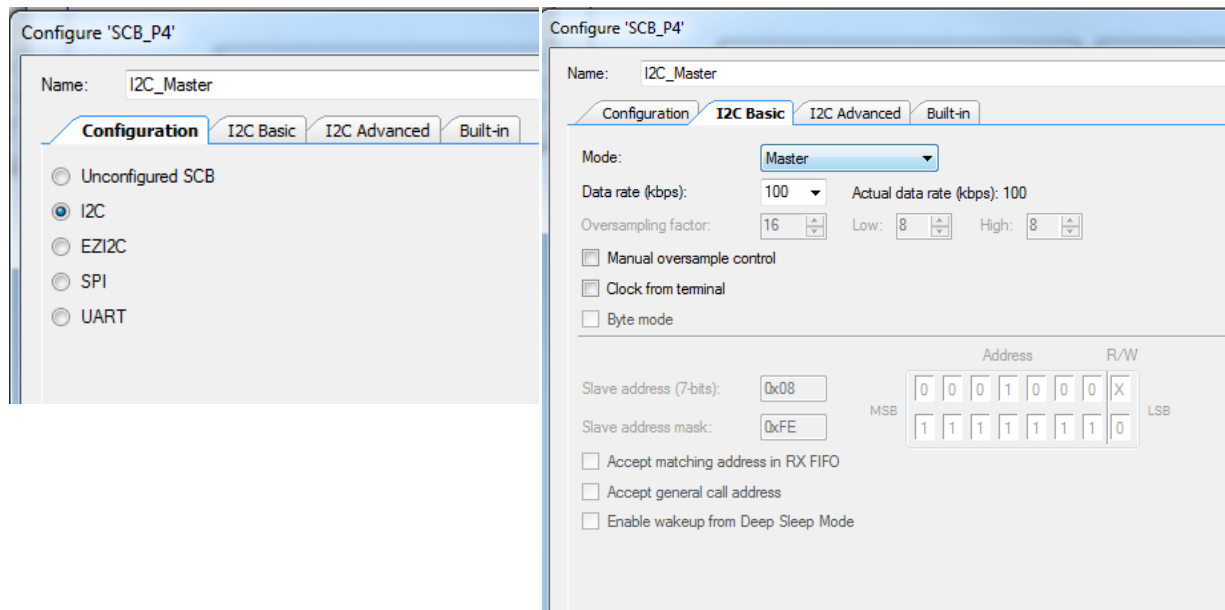 Configure 'SCB_P4'
Name: I2C_Master
Configuration I2C Basic I2C Advanced Built-in
Unconfigured SCB
I2C
EZI2C
SPI
UART
Configure 'SCB_P4'
Name: I2C_Master
Configuration I2C Basic I2C Advanced Built-in
Mode: Master
Data rate (kbps): 100 Actual data rate (kbps): 100
Oversampling factor: 16 Low: 8 High: 8
Manual oversample control
Clock from terminal
Byte mode
Address R/W
Slave address (7-bits): 0x08 0 0 0 1 0 0 0 X
MSB LSB
Slave address mask: 0xFE 1 1 1 1 1 1 1 0
Accept matching address in RX FIFO
Accept general call address
Enable wakeup from Deep Sleep Mode